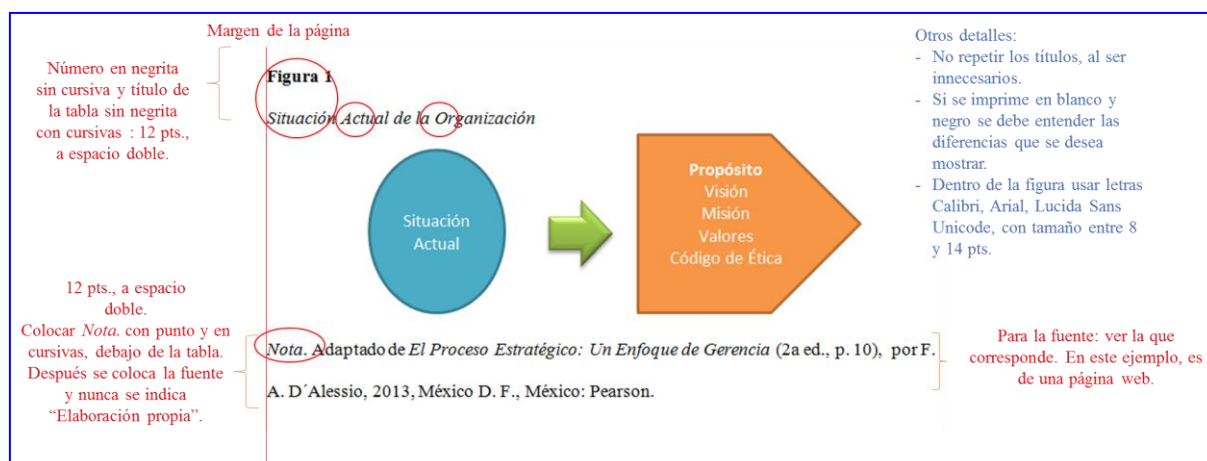 Margen de la página
Número en negrita
sin cursiva y título de
la tabla sin negrita
con cursivas : 12 pts.,
a espacio doble.
Figura 1
Situación Actual de la Organización
Situación
Actual
Propósito
Visión
Misión
Valores
Código de Ética
Otros detalles:
- No repetir los títulos, al ser
innecesarios.
- Si se imprime en blanco y
negro se debe entender las
diferencias que se desea
mostrar.
- Dentro de la figura usar letras
Calibri, Arial, Lucida Sans
Unicode, con tamaño entre 8
y 14 pts.
12 pts., a espacio
doble.
Colocar Nota. con punto y en
cursivas, debajo de la tabla.
Después se coloca la fuente
y nunca se indica
“Elaboración propia”.
Nota. Adaptado de El Proceso Estratégico: Un Enfoque de Gerencia (2a ed., p. 10), por F.
A. D´Alessio, 2013, México D. F., México: Pearson.
Para la fuente: ver la que
corresponde. En este ejemplo, es
de una página web.